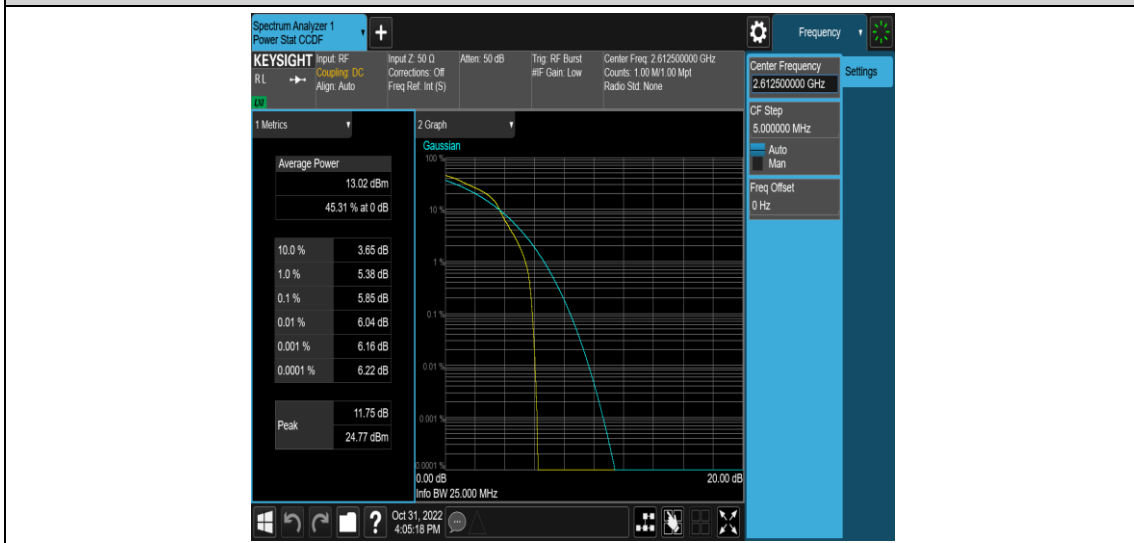 Spectrum Analyzer 1
Power Stat CCDF
+
Frequency
KEYSIGHT
RL
LNI
Input: RF
Coupling: DC
Align: Auto
Input Z: 50 Ω
Corrections: Off
Freq Ref: Int (S)
Atten: 50 dB
Trig: RF Burst
#IF Gain: Low
Center Freq: 2.612500000 GHz
Counts: 1.00 M/1.00 Mpt
Radio Std: None
Center Frequency
2.612500000 GHz
Settings
CF Step
5.000000 MHz
Auto
Man
Freq Offset
0 Hz
1 Metrics
Average Power
13.02 dBm
45.31 % at 0 dB
10.0 % 3.65 dB
1.0 % 5.38 dB
0.1 % 5.85 dB
0.01 % 6.04 dB
0.001 % 6.16 dB
0.0001 % 6.22 dB
Peak
11.75 dB
24.77 dBm
2 Graph
Gaussian
100 %
10 %
1 %
0.1 %
0.01 %
0.001 %
0.0001 %
0.00 dB 20.00 dB
Info BW 25.000 MHz
?
Oct 31, 2022
4:05:18 PM